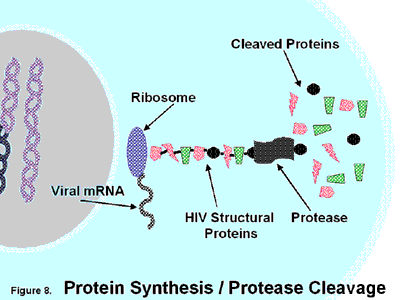 Cleaved Proteins
Ribosome
Viral mRNA
HIV Structural
Proteins
Protease
Figure 8. Protein Synthesis / Protease Cleavage